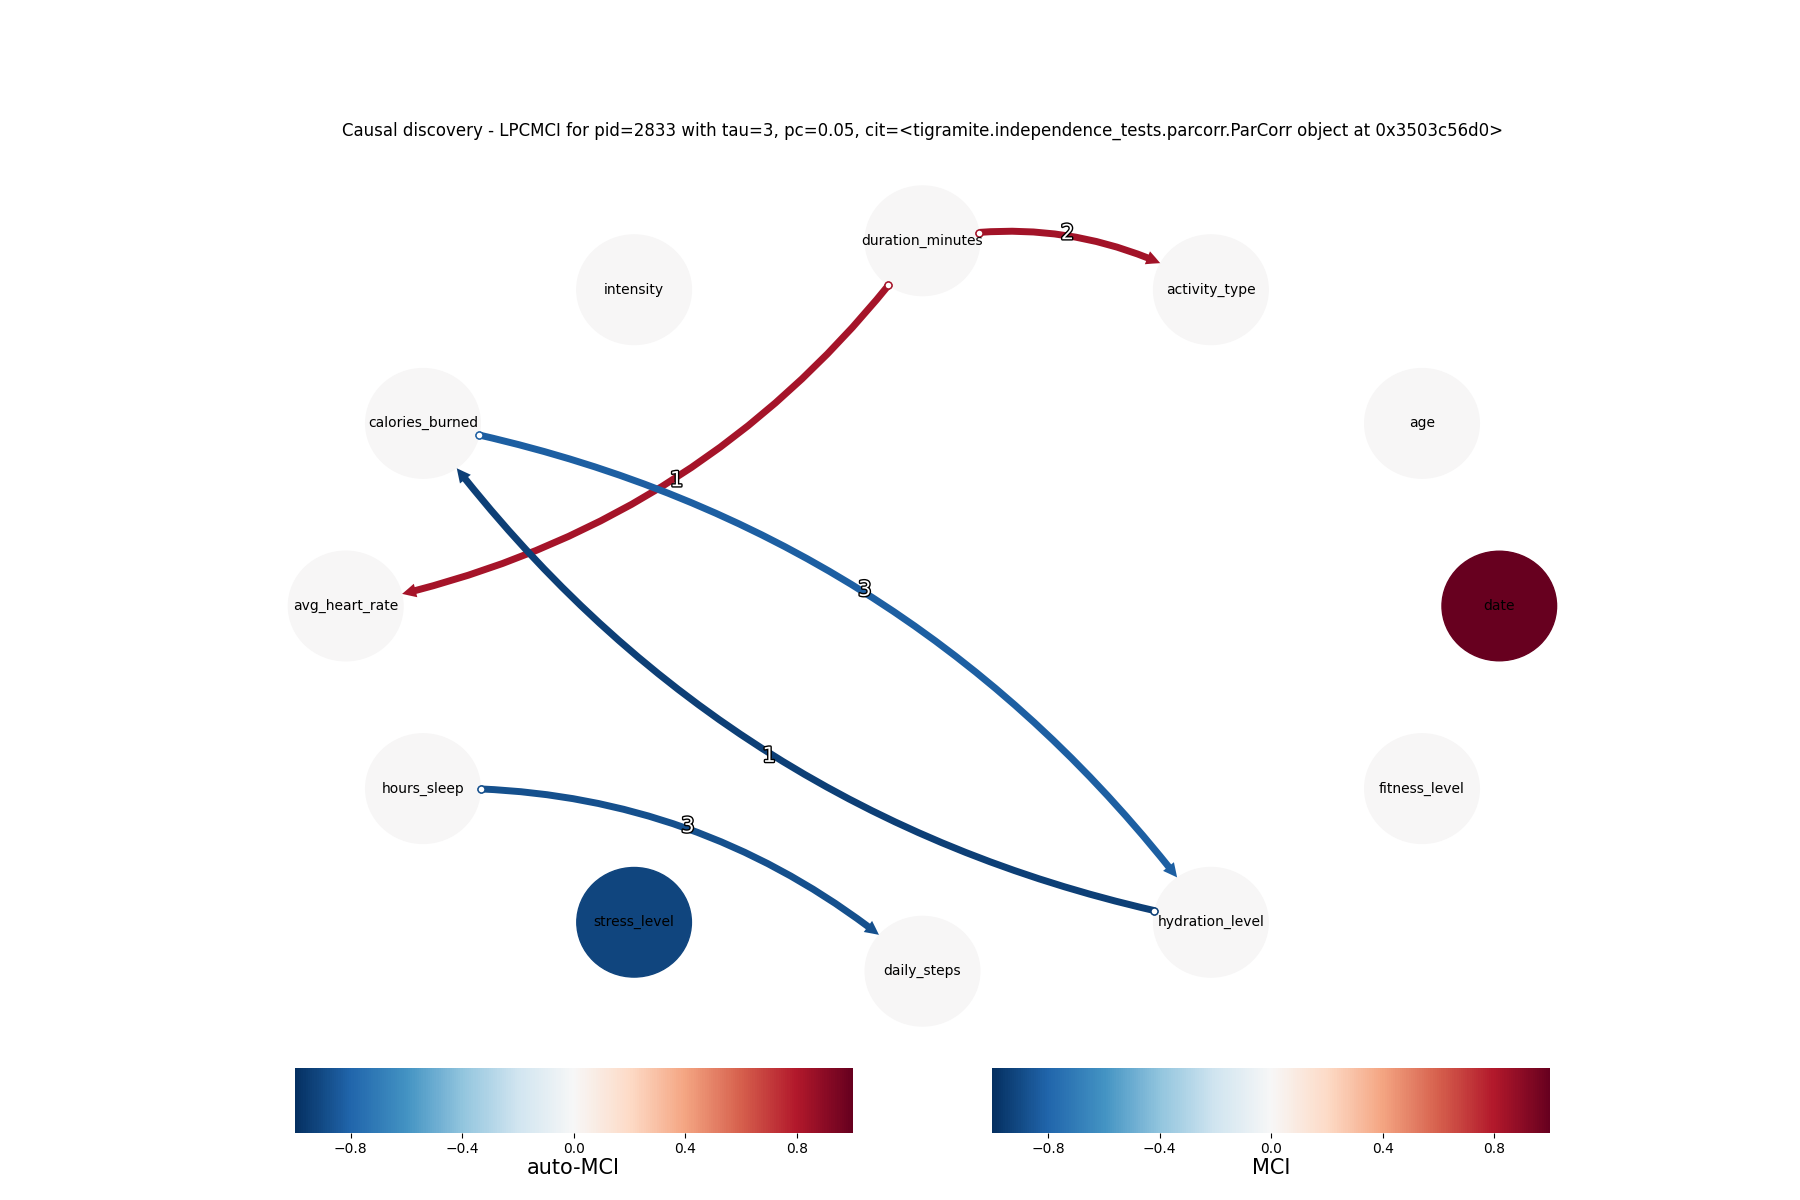 Causal discovery - LPCMCI for pid=2833 with tau=3, pc=0.05, cit=<tigramite.independence_tests.parcorr.ParCorr object at 0x3503c56d0>
2
duration_minutes
intensity
activity_type
calories_burned
age
1
3
avg_heart_rate
date
1
hours_sleep
fitness_level
3
stress_level
hydration_level
daily_steps
−0.8 −0.4 0.0 0.4 0.8
auto-MCI
−0.8 −0.4 0.0 0.4 0.8
MCI